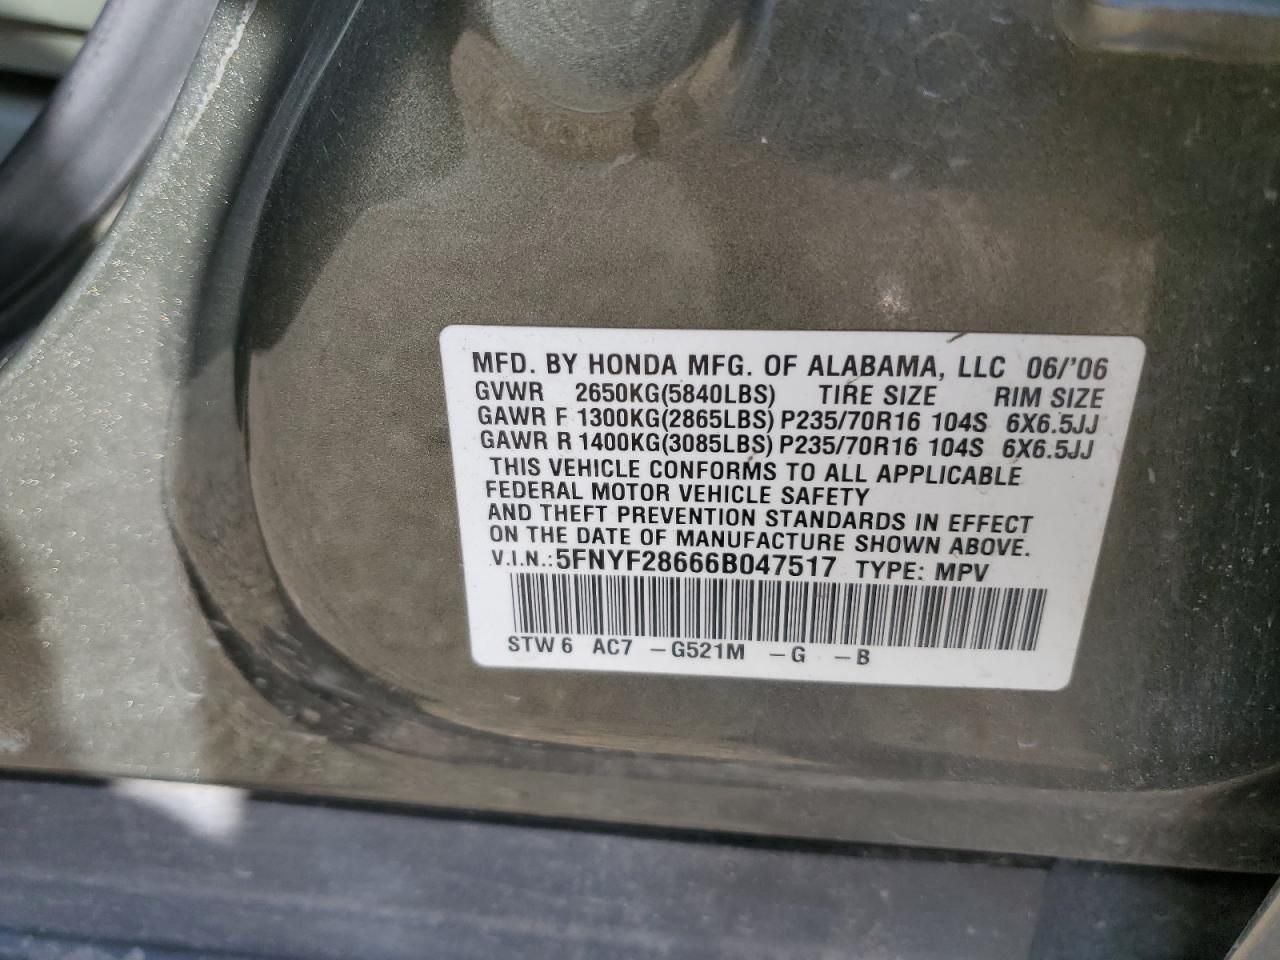 MFD. BY HONDA MFG. OF ALABAMA, LLC 06/'06
GVWR 2650KG(5840LBS) TIRE SIZE RIM SIZE
GAWR F 1300KG(2865LBS) P235/70R16 104S 6X6.5JJ
GAWR R 1400KG(3085LBS) P235/70R16 104S 6X6.5JJ
THIS VEHICLE CONFORMS TO ALL APPLICABLE
FEDERAL MOTOR VEHICLE SAFETY
AND THEFT PREVENTION STANDARDS IN EFFECT
ON THE DATE OF MANUFACTURE SHOWN ABOVE.
V.I.N.:5FNYF28666B047517 TYPE: MPV
STW6 AC7 -G521M -G -B